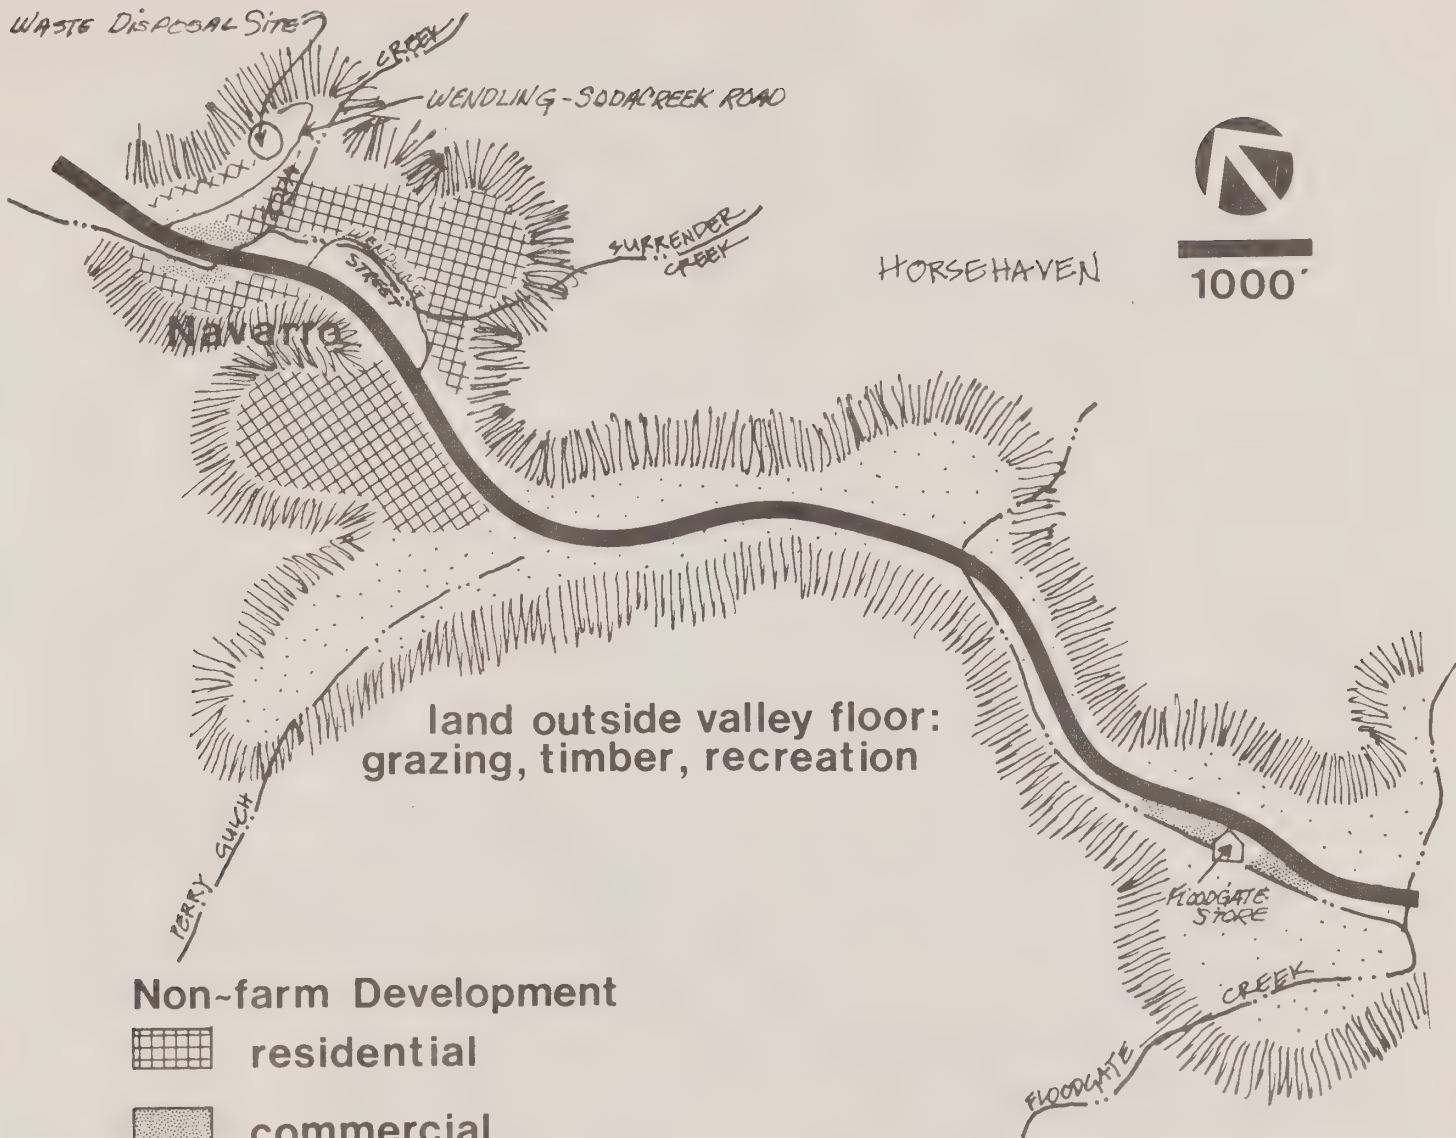 WASTE DISPOSAL SITE
CREEK
WENDLING-SODACREEK ROAD
WENDLING
STREET
SURRENDER
CREEK
HORSEHAVEN
1000'
Navarro
land outside valley floor:
grazing, timber, recreation
PERRY GULCH
FLOODGATE
STORE
FLOODGATE CREEK
Non-farm Development
residential
commercial